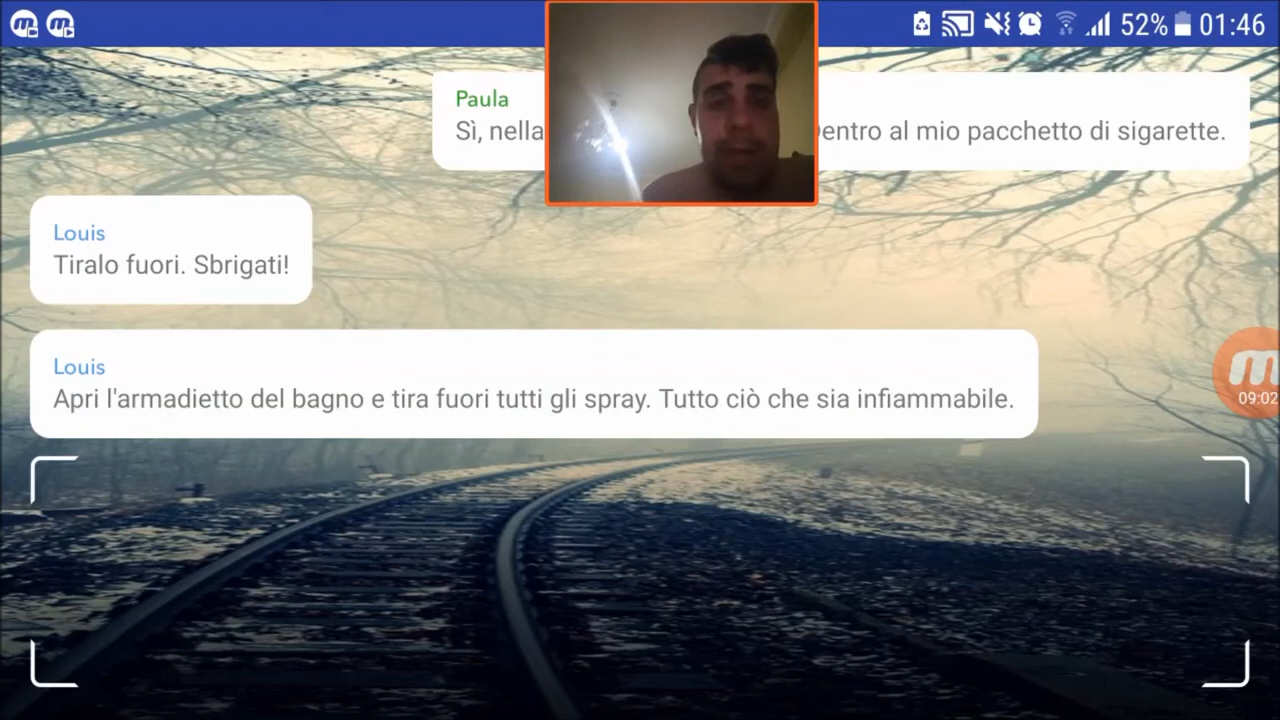 52% 01:46
Paula
Sì, nella entro al mio pacchetto di sigarette.
Louis
Tiralo fuori. Sbrigati!
Louis
Apri l'armadietto del bagno e tira fuori tutti gli spray. Tutto ciò che sia infiammabile.
09:02